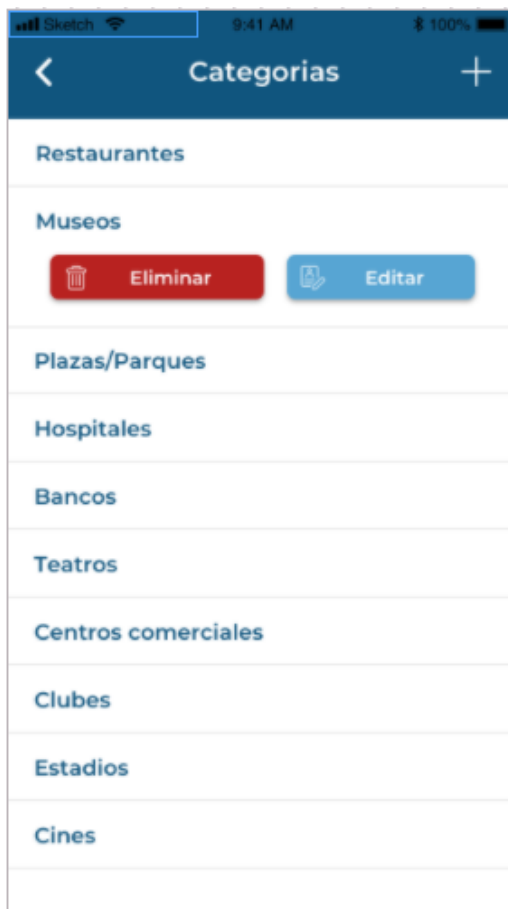 Sketch 9:41 AM 100%
Categorias
Restaurantes
Museos
Eliminar Editar
Plazas/Parques
Hospitales
Bancos
Teatros
Centros comerciales
Clubes
Estadios
Cines